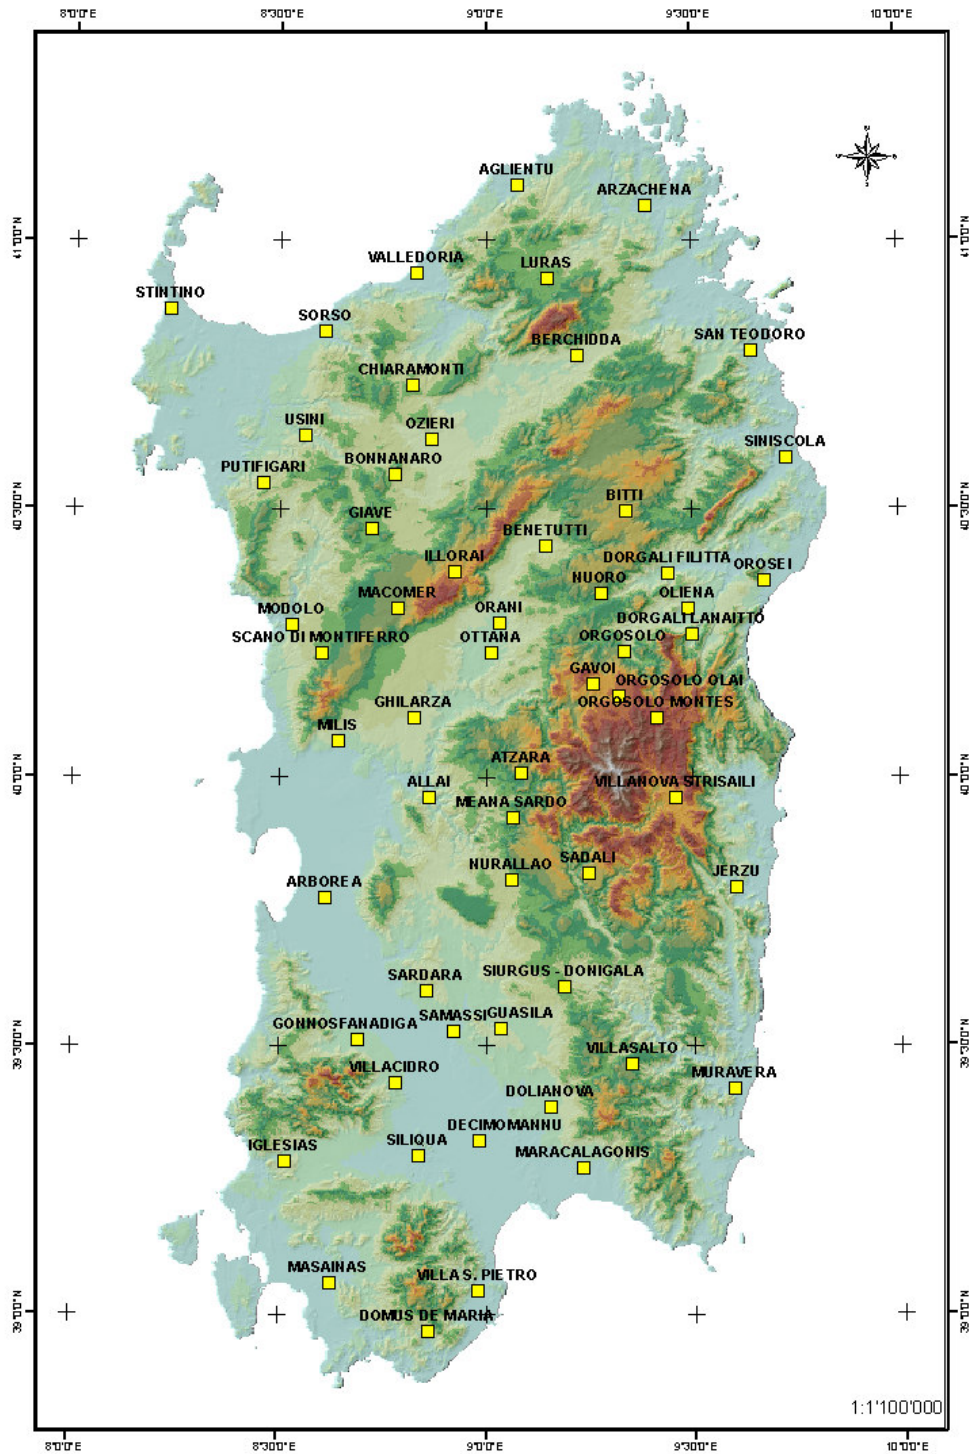 8°0'0"E 8°30'0"E 9°0'0"E 9°30'0"E 10°0'0"E
AGLIENTU
ARZACHENA
41°0'0"N 41°0'0"N
VALLEDORIA
LURAS
STINTINO
SORSO
SAN TEODORO
BERCHIDDA
CHIARAMONTI
USINI
OZIERI
SINISCOLA
BONNANARO
PUTIFIGARI
BITTI
40°30'0"N 40°30'0"N
GIAVE
BENETUTTI
ILLORAI
DORGALI FILITTA
OROSEI
NUORO
MACOMER
OLIENA
MODOLO
ORANI
DORGALI LANAITTO
SCANO DI MONTIFERRO
OTTANA
ORGOSOLO
GAVOI
ORGOSOLO OLAI
GHILARZA
ORGOSOLO MONTES
MILIS
ATZARA
40°0'0"N 40°0'0"N
ALLAI
VILLANOVA STRISAILI
MEANA SARDO
NURALLAO
SADALI
JERZU
ARBOREA
SARDARA
SIURGUS - DONIGALA
SAMASSI
GUASILA
GONNOSFANADIGA
39°30'0"N 39°30'0"N
VILLASALTO
VILLACIDRO
MURAVERA
DOLIANOVA
DECIMOMANNU
IGLESIAS
SILIQUA
MARACALAGONIS
MASAINAS
VILLA S. PIETRO
DOMUS DE MARIA
39°0'0"N 39°0'0"N
1:1'100'000
8°0'0"E 8°30'0"E 9°0'0"E 9°30'0"E 10°0'0"E